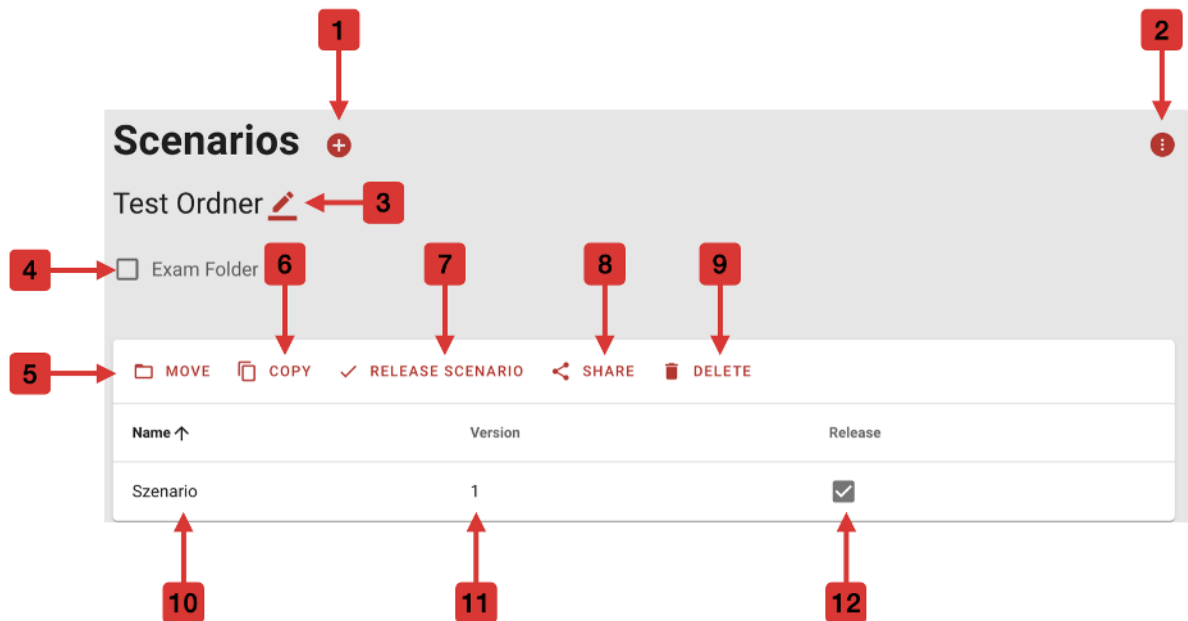 1
2
Scenarios
Test Ordner
3
4
Exam Folder
6
7
8
9
5
MOVE COPY RELEASE SCENARIO SHARE DELETE
Name Version Release
Szenario 1
10
11
12